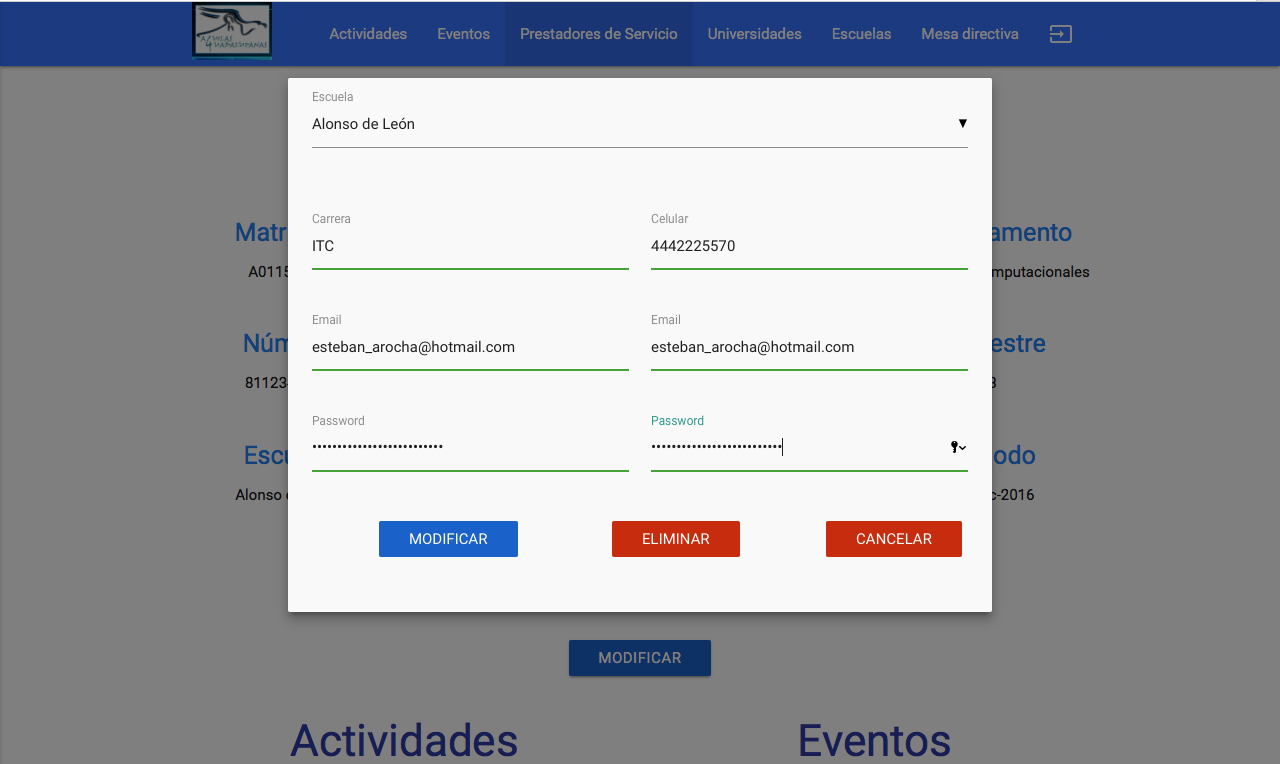 Actividades Eventos Prestadores de Servicio Universidades Escuelas Mesa directiva
Escuela
Alonso de León
Carrera Celular
Matr amento
ITC 4442225570
A0115 mputacionales
Email Email
Núm estre
esteban_arocha@hotmail.com esteban_arocha@hotmail.com
81123 3
Password Password
Escu odo
Alonso c-2016
MODIFICAR ELIMINAR CANCELAR
MODIFICAR
Actividades Eventos